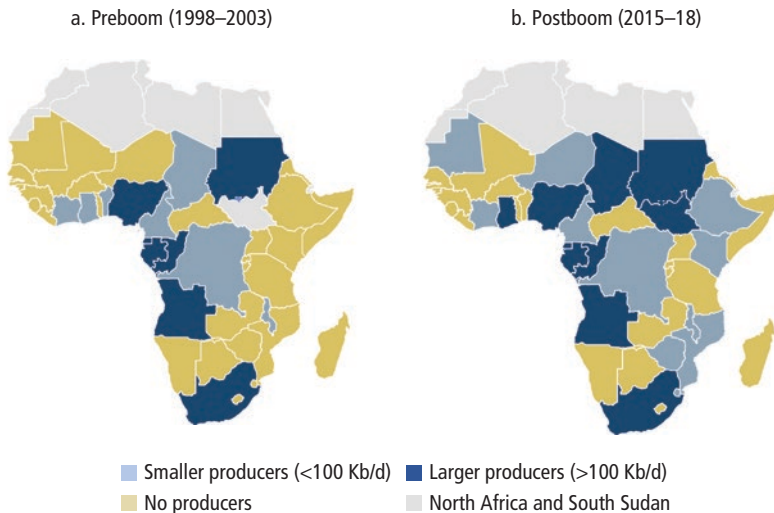 a. Preboom (1998–2003)
b. Postboom (2015–18)
Smaller producers (<100 Kb/d)
Larger producers (>100 Kb/d)
No producers
North Africa and South Sudan